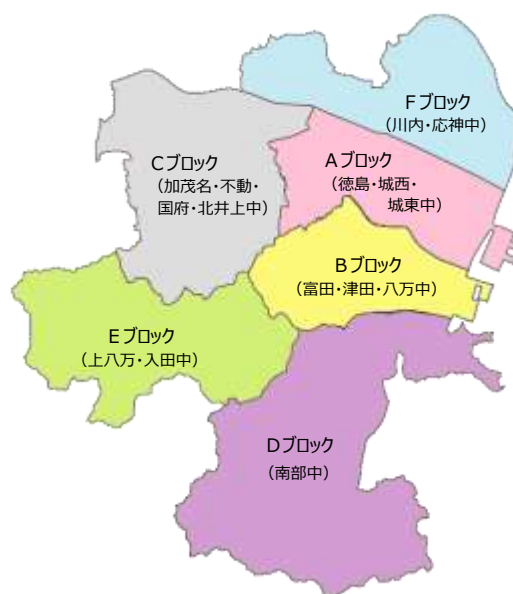 Fブロック
(川内・応神中)
Aブロック
(徳島・城西・
城東中)
Cブロック
(加茂名・不動・
国府・北井上中)
Bブロック
(富田・津田・八万中)
Eブロック
(上八万・入田中)
Dブロック
(南部中)